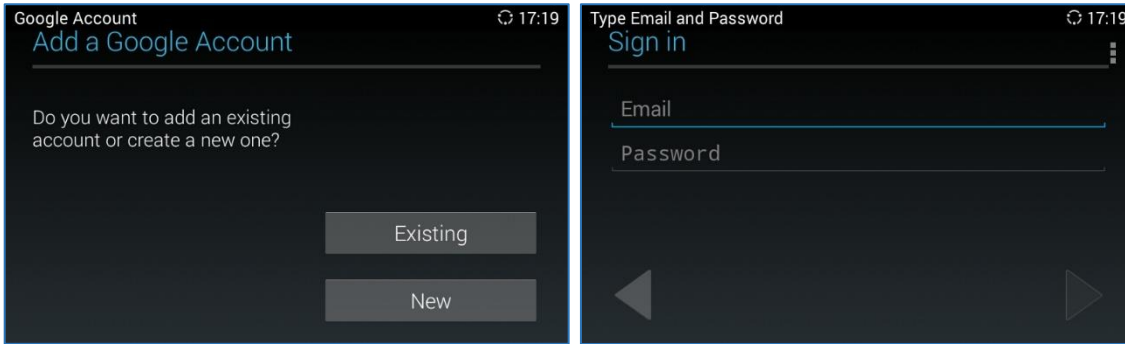 Google Account 17:19
Add a Google Account
Do you want to add an existing
account or create a new one?
Existing
New
Type Email and Password 17:19
Sign in
Email
Password